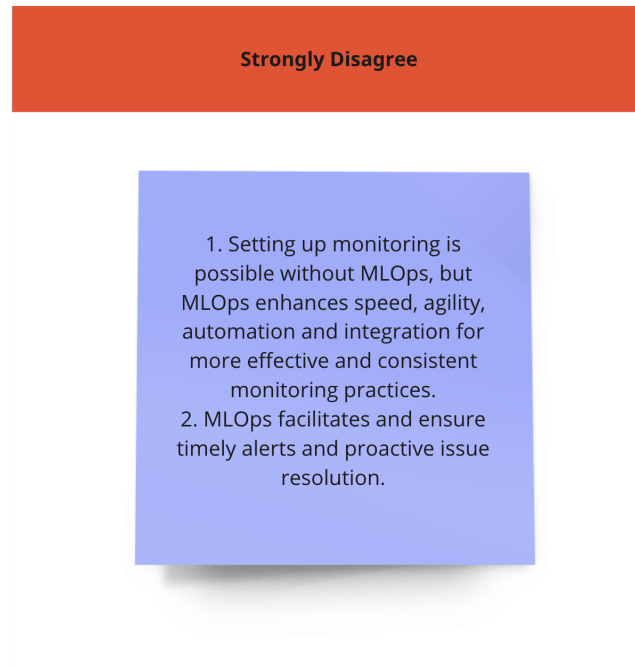 Strongly Disagree
1. Setting up monitoring is
possible without MLOps, but
MLOps enhances speed, agility,
automation and integration for
more effective and consistent
monitoring practices.
2. MLOps facilitates and ensure
timely alerts and proactive issue
resolution.